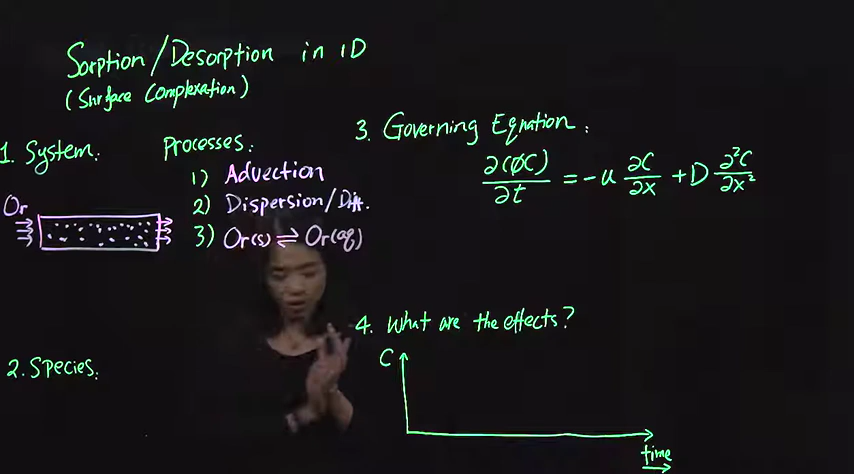 Sorption/Desorption in 1D
(Surface Complexation)
1. System:
Or
Processes:
1) Advection
2) Dispersion/Diff.
3) Or(s) ⇌ Or(aq)
2. Species:
3. Governing Equation:
∂(ØC)/∂t = -u ∂C/∂x + D ∂²C/∂x²
4. What are the effects?
C
time